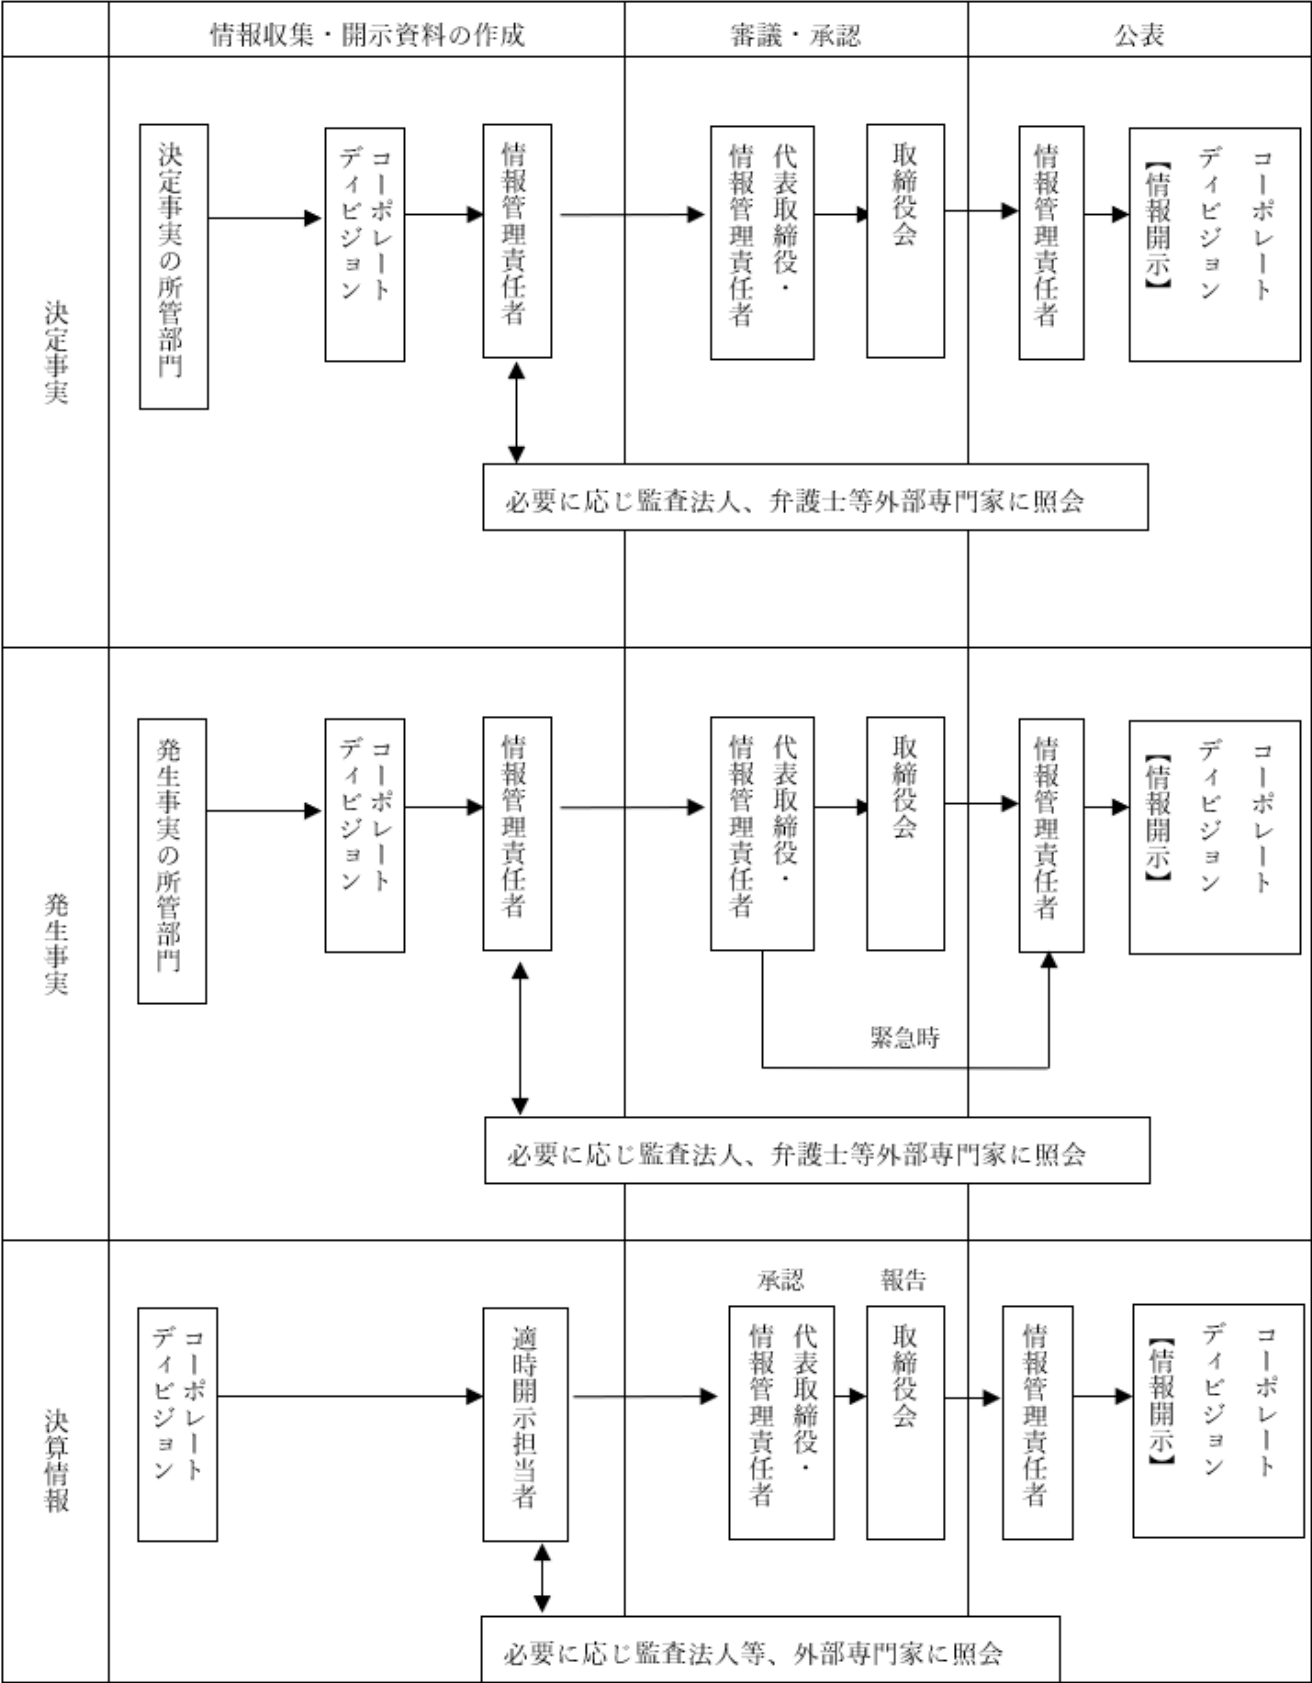 情報収集・開示資料の作成
審議・承認
公表
決定事実
決定事実の所管部門
コーポレート
ディビジョン
情報管理責任者
代表取締役・
情報管理責任者
取締役会
情報管理責任者
コーポレート
ディビジョン
【情報開示】
必要に応じ監査法人、弁護士等外部専門家に照会
発生事実
発生事実の所管部門
コーポレート
ディビジョン
情報管理責任者
代表取締役・
情報管理責任者
取締役会
情報管理責任者
コーポレート
ディビジョン
【情報開示】
緊急時
必要に応じ監査法人、弁護士等外部専門家に照会
決算情報
コーポレート
ディビジョン
適時開示担当者
承認
代表取締役・
情報管理責任者
報告
取締役会
情報管理責任者
コーポレート
ディビジョン
【情報開示】
必要に応じ監査法人等、外部専門家に照会